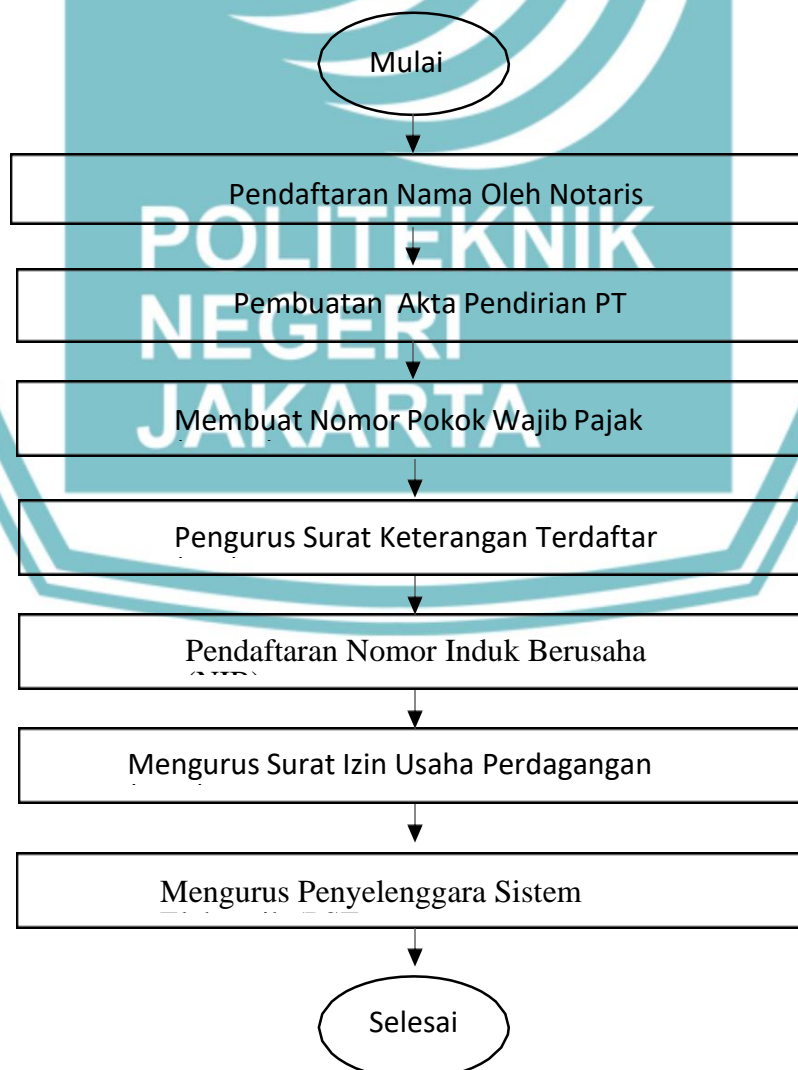 Mulai
Pendaftaran Nama Oleh Notaris
POLITEKNIK
Pembuatan Akta Pendirian PT
NEGERI
Membuat Nomor Pokok Wajib Pajak
JAKARTA
Pengurus Surat Keterangan Terdaftar
Pendaftaran Nomor Induk Berusaha
Mengurus Surat Izin Usaha Perdagangan
Mengurus Penyelenggara Sistem
Selesai